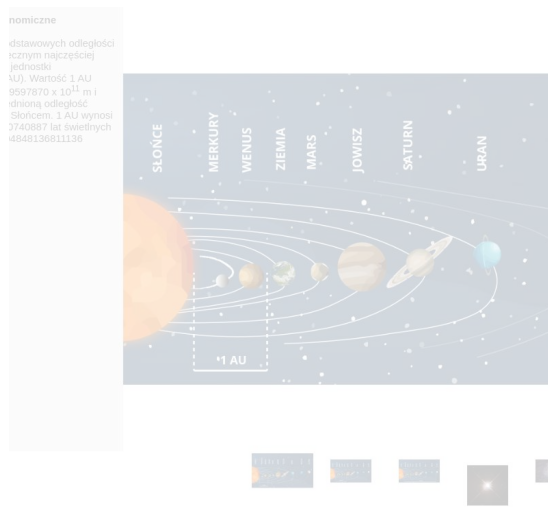 nomiczne
dstawowych odległości
ecznym najczęściej
jednostki
AU). Wartość 1 AU
9597870 x 10¹¹ m i
ednioną odległość
Słońcem. 1 AU wynosi
0740887 lat świetlnych
4848136811136
SŁOŃCE
MERKURY
WENUS
ZIEMIA
MARS
JOWISZ
SATURN
URAN
1 AU